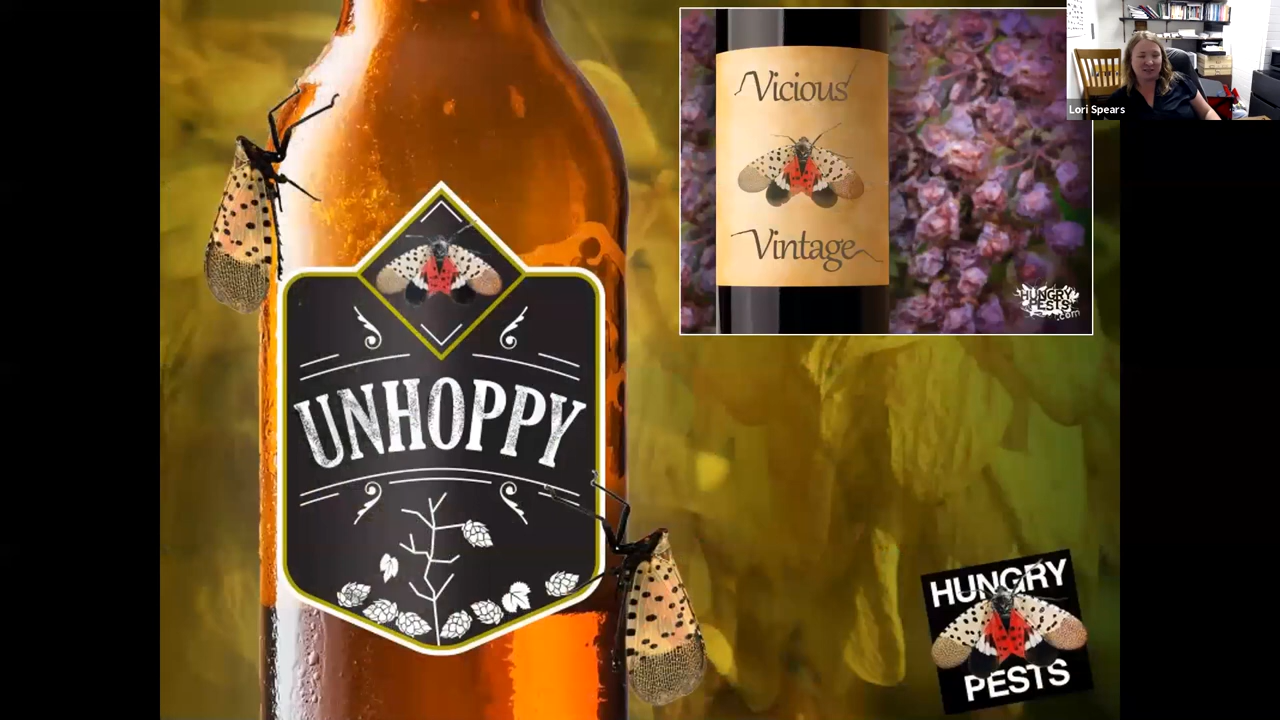 UNHOPPY
Vicious
Vintage
HUNGRY
PESTS
.com
Lori Spears
HUNGRY
PESTS